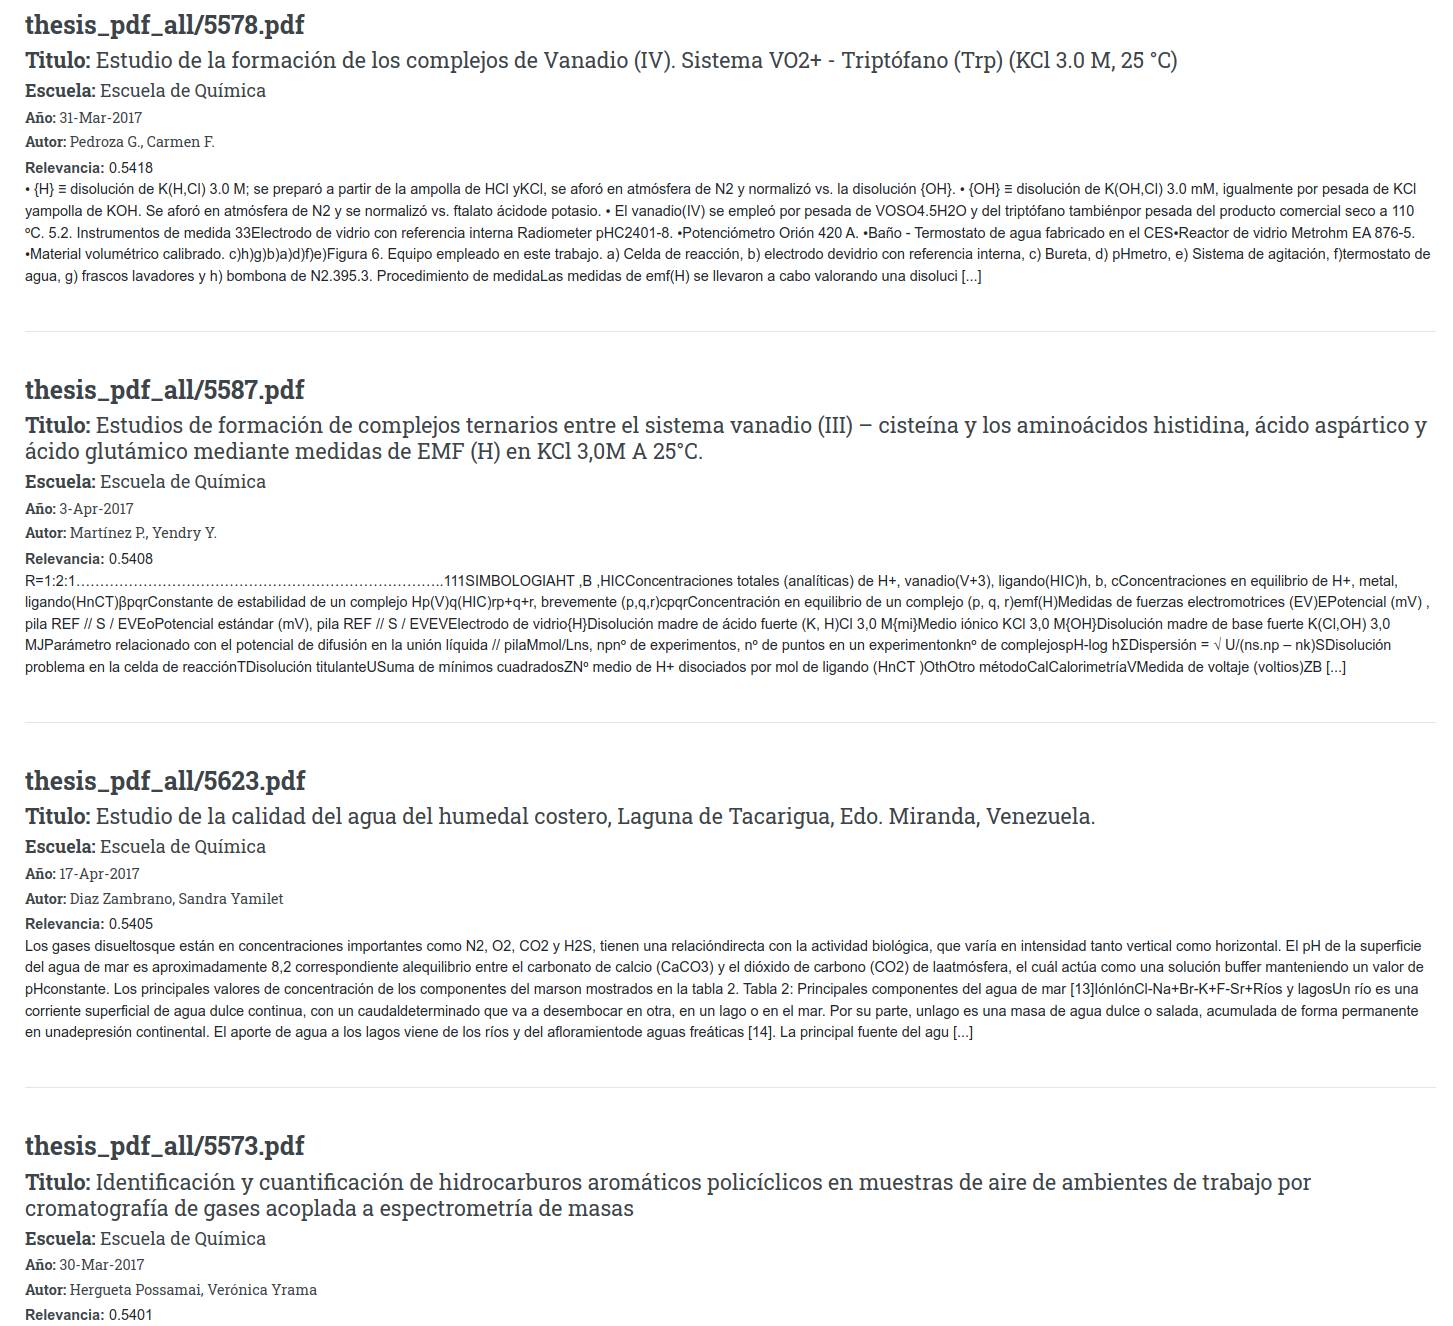 thesis_pdf_all/5578.pdf
Titulo: Estudio de la formación de los complejos de Vanadio (IV). Sistema VO2+ - Triptófano (Trp) (KCl 3.0 M, 25 °C)
Escuela: Escuela de Química
Año: 31-Mar-2017
Autor: Pedroza G., Carmen F.
Relevancia: 0.5418
• {H} ≡ disolución de K(H,Cl) 3.0 M; se preparó a partir de la ampolla de HCl yKCl, se aforó en atmósfera de N2 y normalizó vs. la disolución {OH}. • {OH} ≡ disolución de K(OH,Cl) 3.0 mM, igualmente por pesada de KCl
yampolla de KOH. Se aforó en atmósfera de N2 y se normalizó vs. ftalato ácidode potasio. • El vanadio(IV) se empleó por pesada de VOSO4.5H2O y del triptófano tambiénpor pesada del producto comercial seco a 110
ºC. 5.2. Instrumentos de medida 33Electrodo de vidrio con referencia interna Radiometer pHC2401-8. •Potenciómetro Orión 420 A. •Baño - Termostato de agua fabricado en el CES•Reactor de vidrio Metrohm EA 876-5.
•Material volumétrico calibrado. c)h)g)b)a)d)f)e)Figura 6. Equipo empleado en este trabajo. a) Celda de reacción, b) electrodo devidrio con referencia interna, c) Bureta, d) pHmetro, e) Sistema de agitación, f)termostato de
agua, g) frascos lavadores y h) bombona de N2.395.3. Procedimiento de medidaLas medidas de emf(H) se llevaron a cabo valorando una disoluci [...]
thesis_pdf_all/5587.pdf
Titulo: Estudios de formación de complejos ternarios entre el sistema vanadio (III) – cisteína y los aminoácidos histidina, ácido aspártico y
ácido glutámico mediante medidas de EMF (H) en KCl 3,0M A 25°C.
Escuela: Escuela de Química
Año: 3-Apr-2017
Autor: Martínez P., Yendry Y.
Relevancia: 0.5408
R=1:2:1…………………………………………………………………..111SIMBOLOGIAHT ,B ,HICConcentraciones totales (analíticas) de H+, vanadio(V+3), ligando(HIC)h, b, cConcentraciones en equilibrio de H+, metal,
ligando(HnCT)βpqrConstante de estabilidad de un complejo Hp(V)q(HIC)rp+q+r, brevemente (p,q,r)cpqrConcentración en equilibrio de un complejo (p, q, r)emf(H)Medidas de fuerzas electromotrices (EV)EPotencial (mV) ,
pila REF // S / EVEoPotencial estándar (mV), pila REF // S / EVEVElectrodo de vidrio{H}Disolución madre de ácido fuerte (K, H)Cl 3,0 M{mi}Medio iónico KCl 3,0 M{OH}Disolución madre de base fuerte K(Cl,OH) 3,0
MJParámetro relacionado con el potencial de difusión en la unión líquida // pilaMmol/Lns, npnº de experimentos, nº de puntos en un experimentonknº de complejospH-log hΣDispersión = √ U/(ns.np – nk)SDisolución
problema en la celda de reacciónTDisolución titulanteUSuma de mínimos cuadradosZNº medio de H+ disociados por mol de ligando (HnCT )OthOtro métodoCalCalorimetríaVMedida de voltaje (voltios)ZB [...]
thesis_pdf_all/5623.pdf
Titulo: Estudio de la calidad del agua del humedal costero, Laguna de Tacarigua, Edo. Miranda, Venezuela.
Escuela: Escuela de Química
Año: 17-Apr-2017
Autor: Diaz Zambrano, Sandra Yamilet
Relevancia: 0.5405
Los gases disueltosque están en concentraciones importantes como N2, O2, CO2 y H2S, tienen una relacióndirecta con la actividad biológica, que varía en intensidad tanto vertical como horizontal. El pH de la superficie
del agua de mar es aproximadamente 8,2 correspondiente alequilibrio entre el carbonato de calcio (CaCO3) y el dióxido de carbono (CO2) de laatmósfera, el cuál actúa como una solución buffer manteniendo un valor de
pHconstante. Los principales valores de concentración de los componentes del marson mostrados en la tabla 2. Tabla 2: Principales componentes del agua de mar [13]IónIónCl-Na+Br-K+F-Sr+Ríos y lagosUn río es una
corriente superficial de agua dulce continua, con un caudaldeterminado que va a desembocar en otra, en un lago o en el mar. Por su parte, unlago es una masa de agua dulce o salada, acumulada de forma permanente
en unadepresión continental. El aporte de agua a los lagos viene de los ríos y del afloramientode aguas freáticas [14]. La principal fuente del agu [...]
thesis_pdf_all/5573.pdf
Titulo: Identificación y cuantificación de hidrocarburos aromáticos policíclicos en muestras de aire de ambientes de trabajo por
cromatografía de gases acoplada a espectrometría de masas
Escuela: Escuela de Química
Año: 30-Mar-2017
Autor: Hergueta Possamai, Verónica Yrama
Relevancia: 0.5401